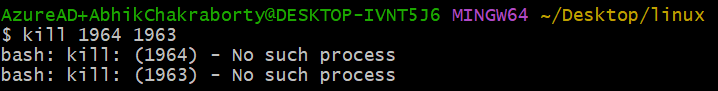 AzureAD+AbhikChakraborty@DESKTOP-IVNT5J6 MINGW64 ~/Desktop/linux
$ kill 1964 1963
bash: kill: (1964) - No such process
bash: kill: (1963) - No such process